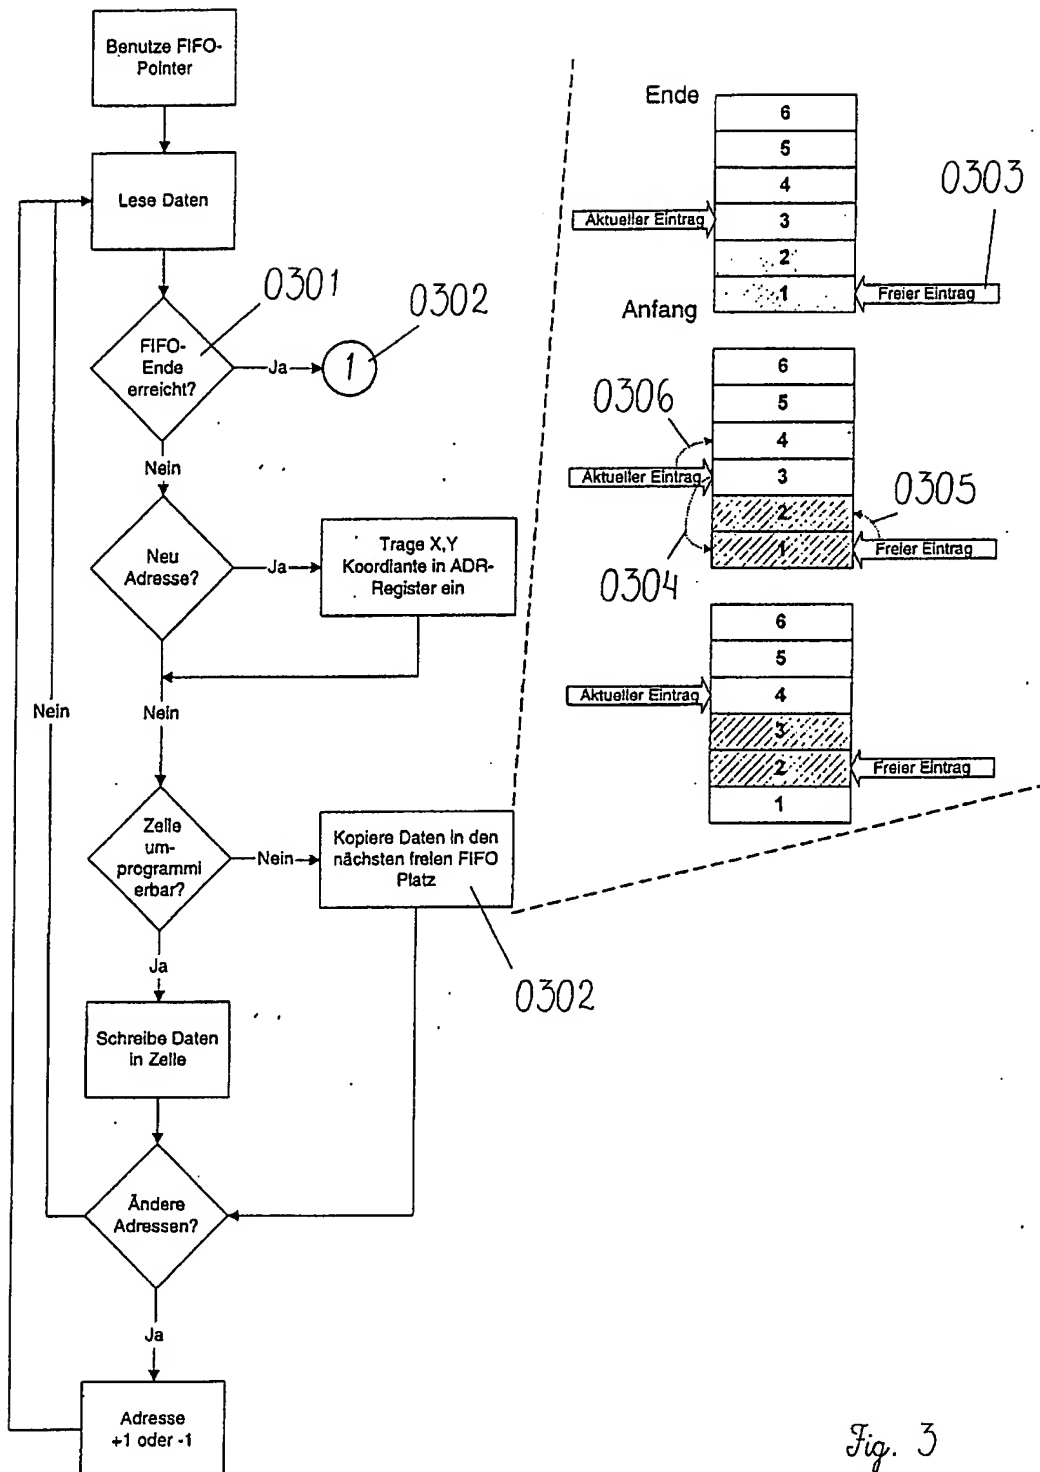 Benutze FIFO-
Pointer
Lese Daten
0301
0302
FIFO-
Ende
erreicht?
Ja
1
Nein
Neu
Adresse?
Ja
Trage X,Y
Koordiante in ADR-
Register ein
Nein
Nein
Zelle
um-
programmi
erbar?
Nein
Kopiere Daten in den
nächsten freien FIFO
Platz
0302
Ja
Schreibe Daten
in Zelle
Ändere
Adressen?
Ja
Adresse
+1 oder -1
Ende
6
5
4
Aktueller Eintrag
3
2
1
0303
Freier Eintrag
Anfang
6
5
4
0306
Aktueller Eintrag
3
2
1
0305
Freier Eintrag
0304
6
5
Aktueller Eintrag
4
3
2
Freier Eintrag
1
Fig. 3